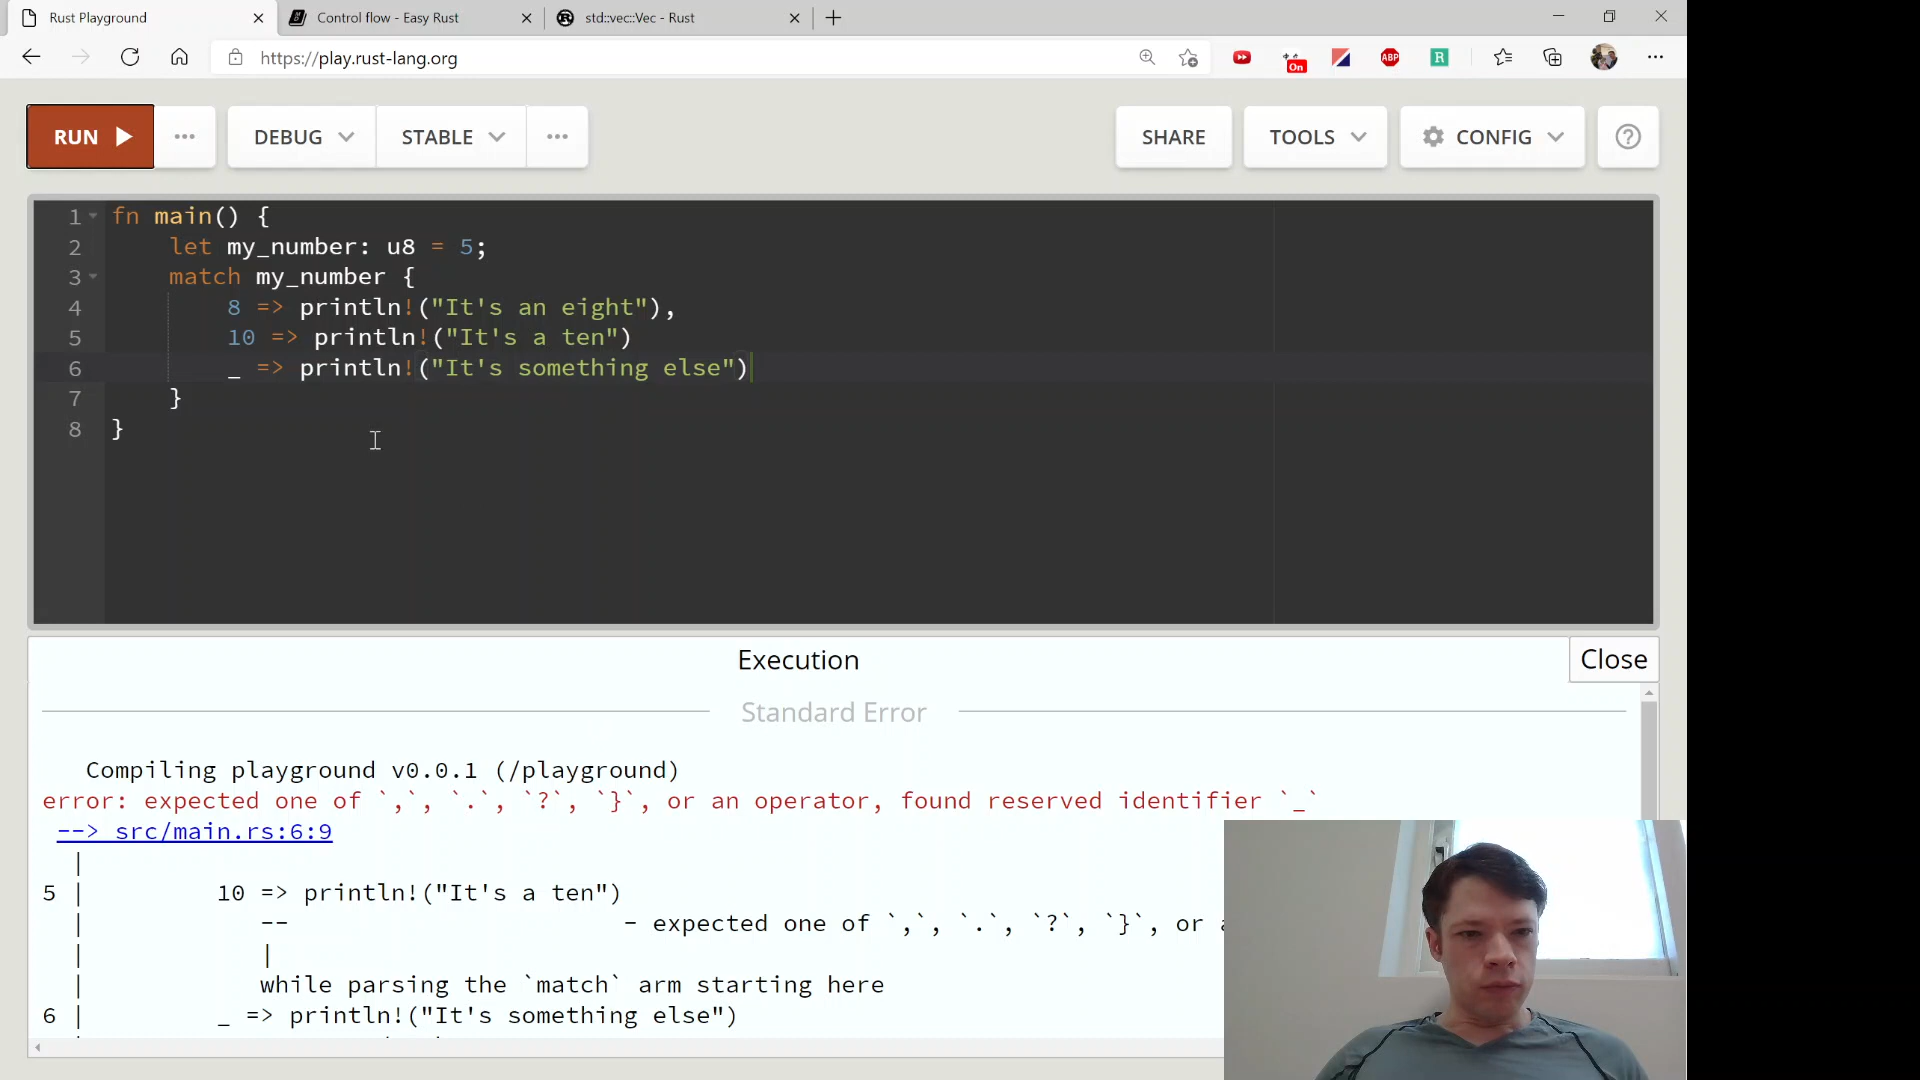 Rust Playground
Control flow - Easy Rust
std::vec::Vec - Rust
https://play.rust-lang.org
On
ABP
R
RUN
DEBUG
STABLE
SHARE
TOOLS
CONFIG
1 fn main() {
2 let my_number: u8 = 5;
3 match my_number {
4 8 => println!("It's an eight"),
5 10 => println!("It's a ten")
6 _ => println!("It's something else")
7 }
8 }
Execution
Close
Standard Error
Compiling playground v0.0.1 (/playground)
error: expected one of `,`, `.`, `?`, `}`, or an operator, found reserved identifier `_`
--> src/main.rs:6:9
|
5 | 10 => println!("It's a ten")
| -- - expected one of `,`, `.`, `?`, `}`, or
| |
| while parsing the `match` arm starting here
6 | _ => println!("It's something else")